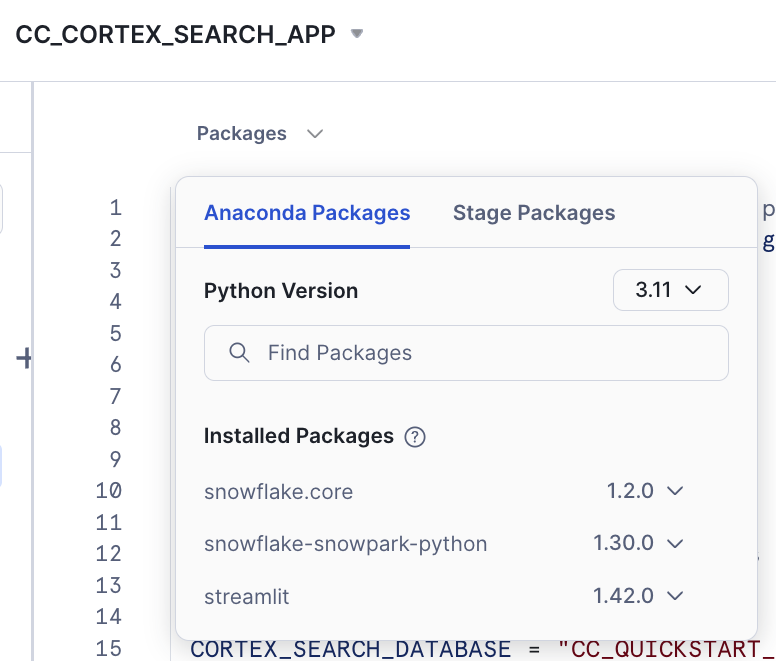 CC_CORTEX_SEARCH_APP
Packages
Anaconda Packages Stage Packages
Python Version 3.11
Find Packages
Installed Packages ?
snowflake.core 1.2.0
snowflake-snowpark-python 1.30.0
streamlit 1.42.0
1 p
2 g
3
4
5
6
7
8
9
10
11
12
13
14
15 CORTEX_SEARCH_DATABASE = "CC_QUICKSTART_